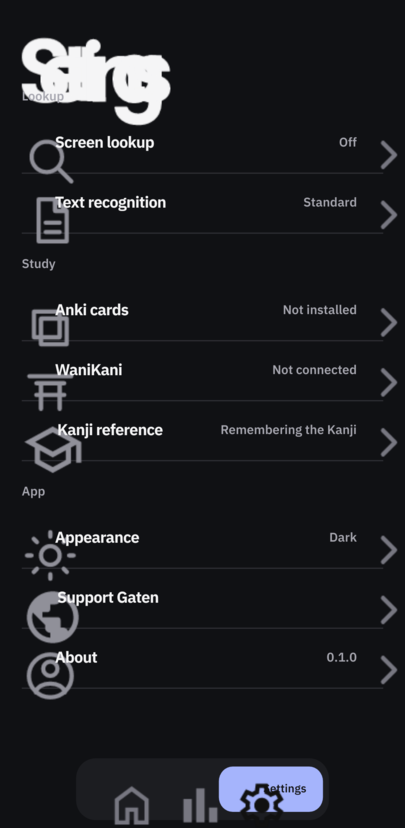 Lookup
Screen lookup Off
Text recognition Standard
Study
Anki cards Not installed
WaniKani Not connected
Kanji reference Remembering the Kanji
App
Appearance Dark
Support Gaten
About 0.1.0
ettings